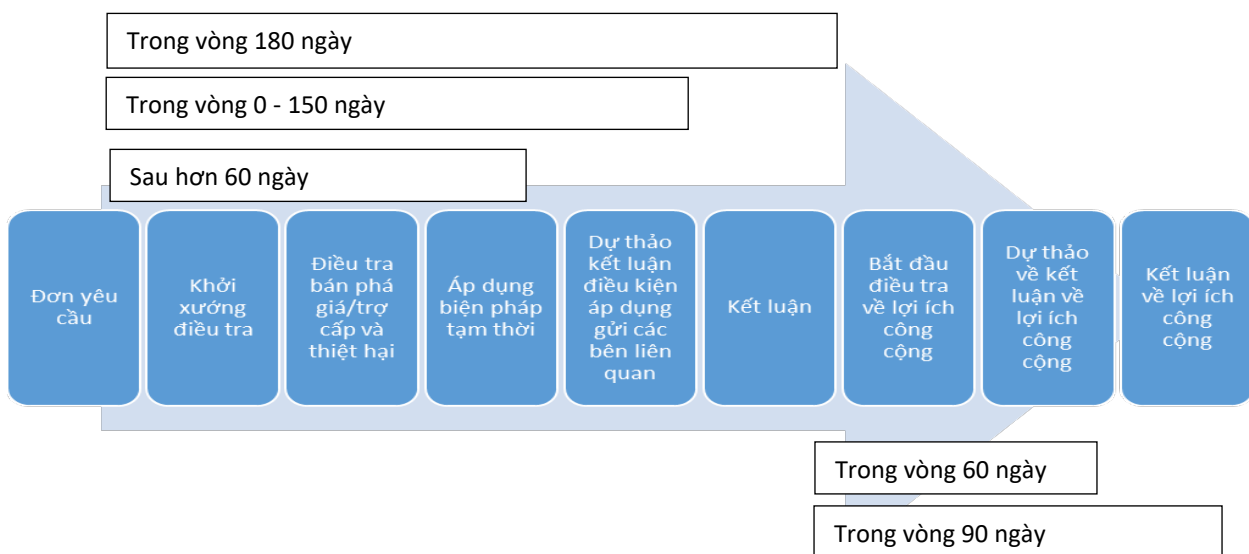 Trong vòng 180 ngày
Trong vòng 0 - 150 ngày
Sau hơn 60 ngày
Đơn yêu
cầu
Khởi
xướng
điều tra
Điều tra
bán phá
giá/trợ
cấp và
thiệt hại
Áp dụng
biện pháp
tạm thời
Dự thảo
kết luận
điều kiện
áp dụng
gửi các
bên liên
quan
Kết luận
Bắt đầu
điều tra
về lợi ích
công
cộng
Dự thảo
về kết
luận về
lợi ích
công
cộng
Kết luận
về lợi ích
công
cộng
Trong vòng 60 ngày
Trong vòng 90 ngày